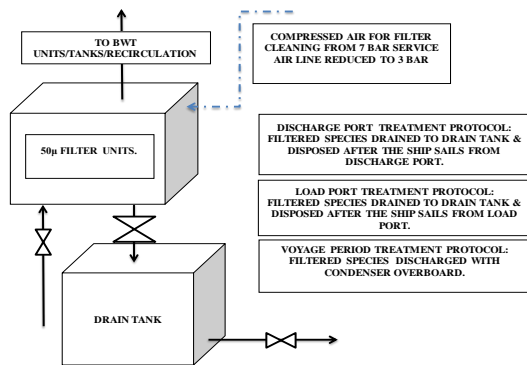 TO BWT
UNITS/TANKS/RECIRCULATION
COMPRESSED AIR FOR FILTER
CLEANING FROM 7 BAR SERVICE
AIR LINE REDUCED TO 3 BAR
50µ FILTER UNITS.
DISCHARGE PORT TREATMENT PROTOCOL:
FILTERED SPECIES DRAINED TO DRAIN TANK &
DISPOSED AFTER THE SHIP SAILS FROM
DISCHARGE PORT.
LOAD PORT TREATMENT PROTOCOL:
FILTERED SPECIES DRAINED TO DRAIN TANK &
DISPOSED AFTER THE SHIP SAILS FROM LOAD
PORT.
VOYAGE PERIOD TREATMENT PROTOCOL:
FILTERED SPECIES DISCHARGED WITH
CONDENSER OVERBOARD.
DRAIN TANK